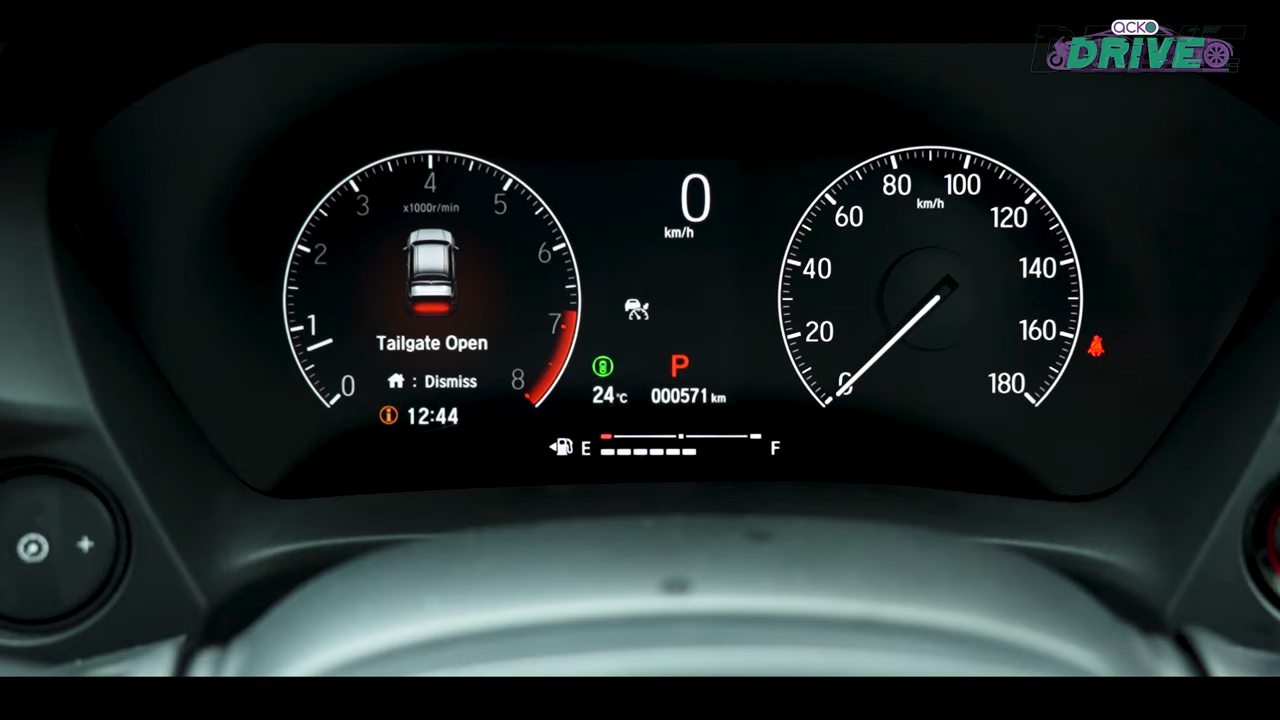 acko
DRIVE
4
3
5
x1000r/min
2
6
1
7
0
8
Tailgate Open
: Dismiss
12:44
0
km/h
P
24°C
000571 km
E
F
80
100
km/h
60
120
40
140
20
160
0
180
+